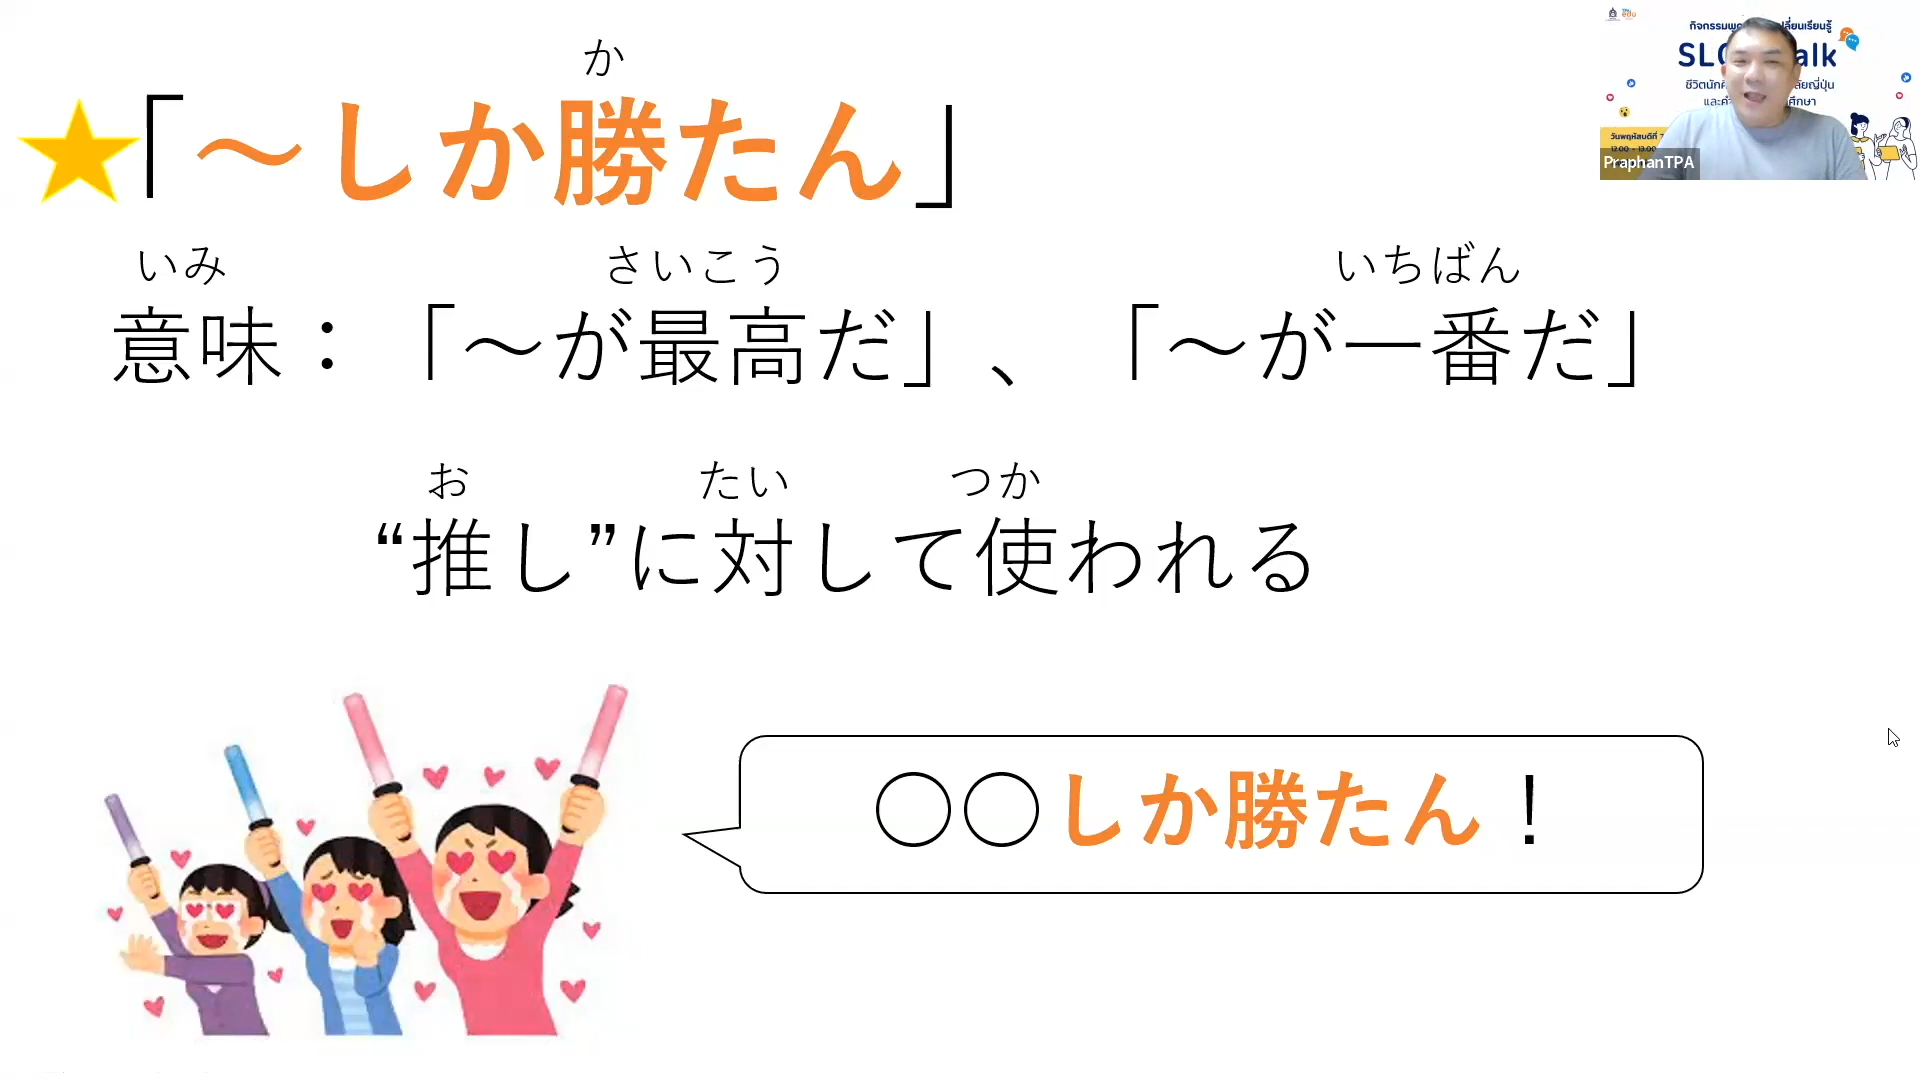 か
「～しか勝たん」
いみ さいこう いちばん
意味：「～が最高だ」、「～が一番だ」
お たい つか
“推し”に対して使われる
○○しか勝たん！
PraphanTPA